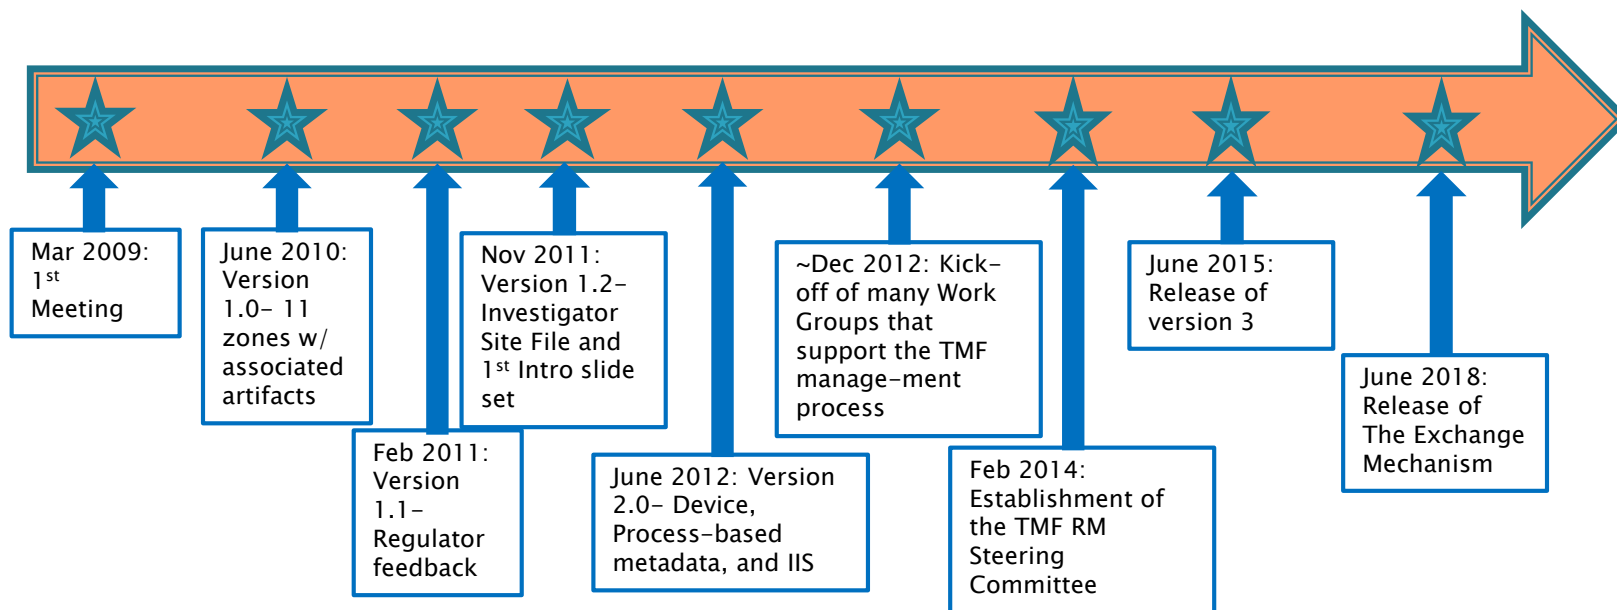 Mar 2009:
1st
Meeting
June 2010:
Version
1.0- 11
zones w/
associated
artifacts
Feb 2011:
Version
1.1-
Regulator
feedback
Nov 2011:
Version 1.2-
Investigator
Site File and
1st Intro slide
set
June 2012: Version
2.0- Device,
Process-based
metadata, and IIS
~Dec 2012: Kick-
off of many Work
Groups that
support the TMF
manage-ment
process
Feb 2014:
Establishment of
the TMF RM
Steering
Committee
June 2015:
Release of
version 3
June 2018:
Release of
The Exchange
Mechanism